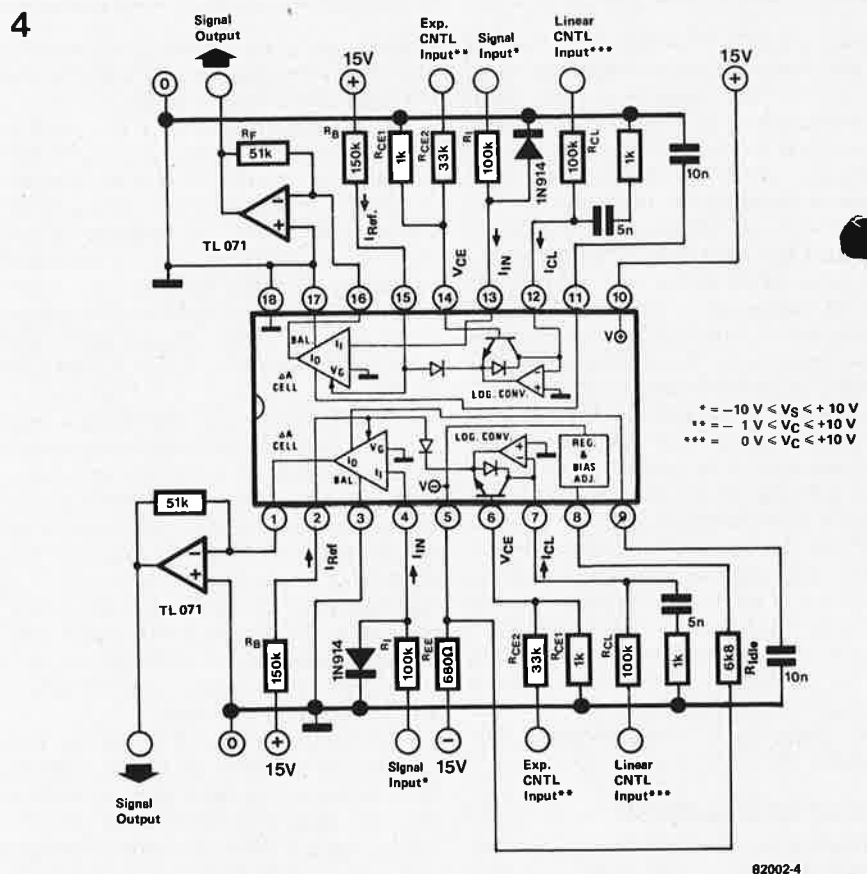 4
Signal
Output
Exp.
CNTL
Input**
Signal
Input*
Linear
CNTL
Input***
15V
15V
0
+
+
RF
51k
RB
150k
RCE1
1k
RCE2
33k
RI
100k
1N914
100k
RCL
1k
10n
5n
−
+
TL 071
IRef.
VCE
IIN
ICL
18
17
16
15
14
13
12
11
10
BAL.
II
IO
VG
ΔA
CELL
LOG. CONV.
−
+
V⊕
* = −10 V ≤ VS ≤ + 10 V
** = − 1 V ≤ VC ≤ +10V
*** = 0 V ≤ VC ≤ +10V
ΔA
CELL
IO
VG
II
BAL.
LOG. CONV.
+
−
V⊖
REG.
&
BIAS
ADJ.
1
2
3
4
5
6
7
8
9
51k
−
+
TL 071
IRef
IIN
VCE
ICL
5n
RB
150k
1N914
RI
100k
REE
680Ω
RCE2
33k
RCE1
1k
RCL
100k
1k
6k8
RIdle
10n
0
+
15V
Signal
Input*
−
15V
Exp.
CNTL
Input**
Linear
CNTL
Input***
Signal
Output
82002-4